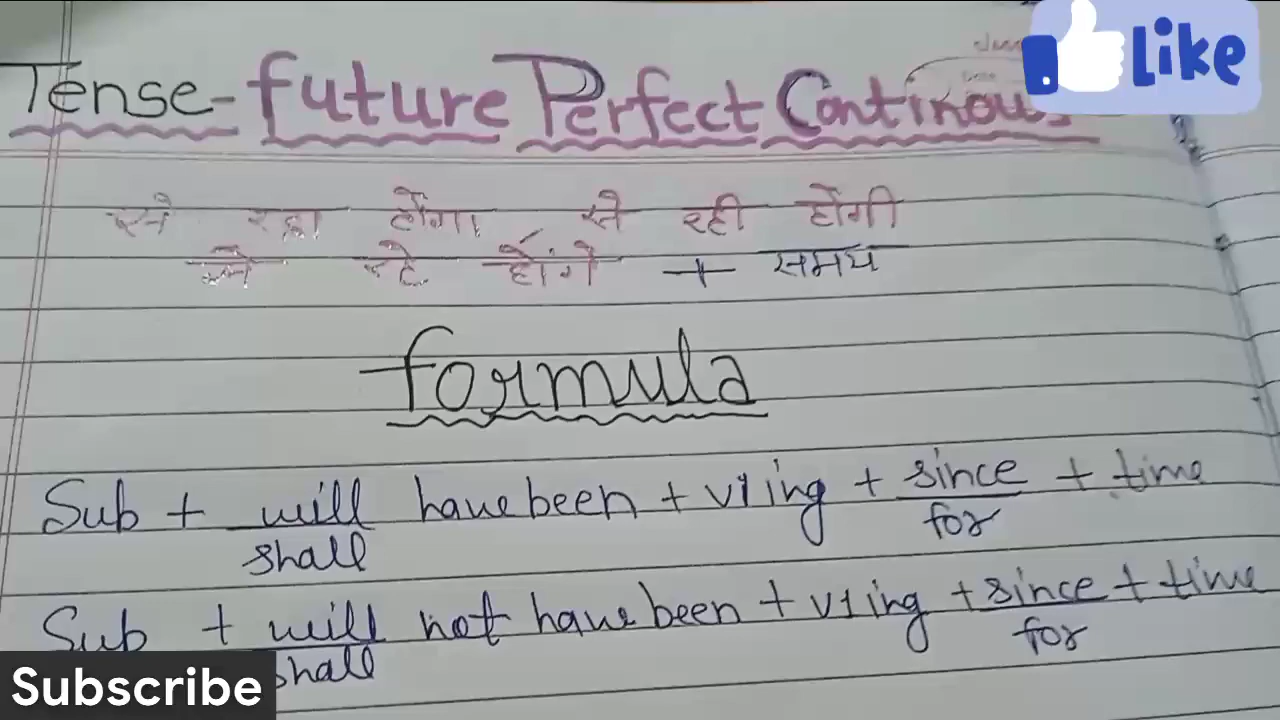 Like
Tense- Future Perfect Continous
से रहा होगा से रही होंगी
से रहे होंगे + समय
formula
Sub + will have been + v1 ing + since + time
shall for
Sub + will not have been + v1 ing + since + time
shall for
Subscribe